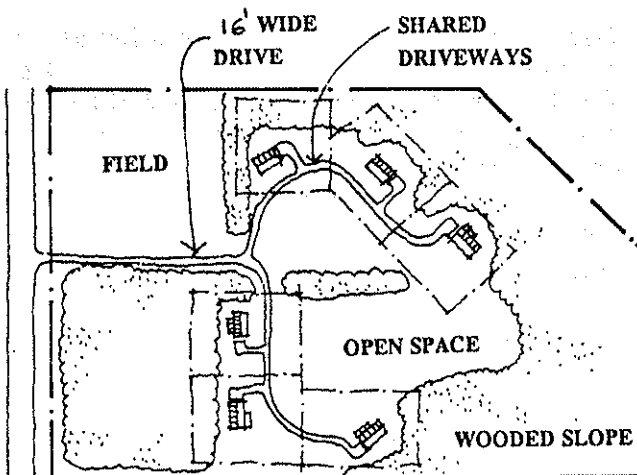 16' WIDE
DRIVE
SHARED
DRIVEWAYS
FIELD
OPEN SPACE
WOODED SLOPE